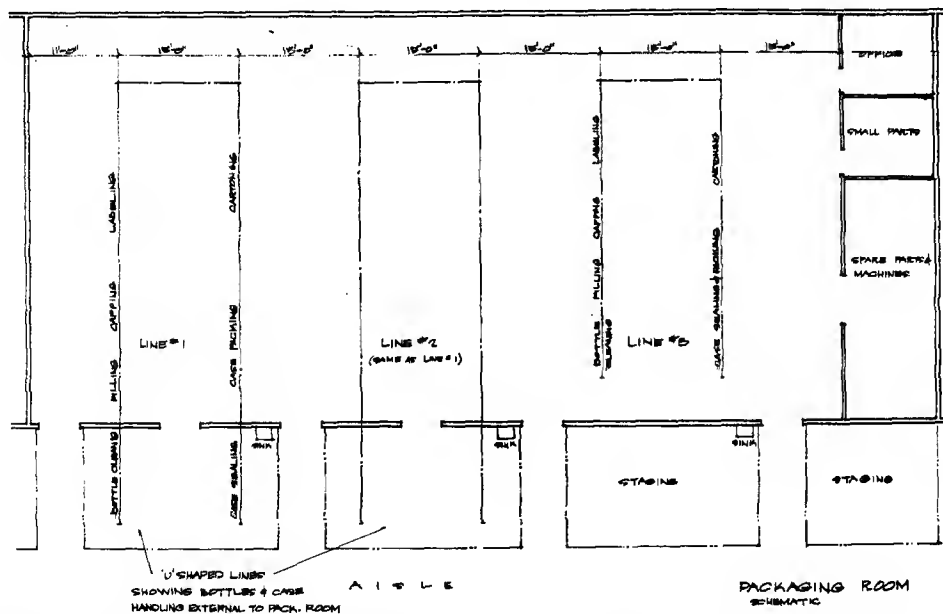 11'-0"
15'-0"
15'-0"
15'-0"
15'-0"
15'-0"
15'-0"
OFFICE
SMALL PARTS
SPARE PARTS &
MACHINES
LABELING
CAPPING
FILLING
BOTTLE CLEANING
CARTONING
CASE PACKING
CASE SEALING
LINE #1
LINE #2
(SAME AS LINE #1)
LABELING
CAPPING
FILLING
BOTTLE
CLEANING
CARTONING
CASE SEALING & PACKING
LINE #3
SINK
SINK
SINK
STAGING
STAGING
'U' SHAPED LINES
SHOWING BOTTLES & CASE
HANDLING EXTERNAL TO PACK. ROOM
AISLE
PACKAGING ROOM
SCHEMATIC